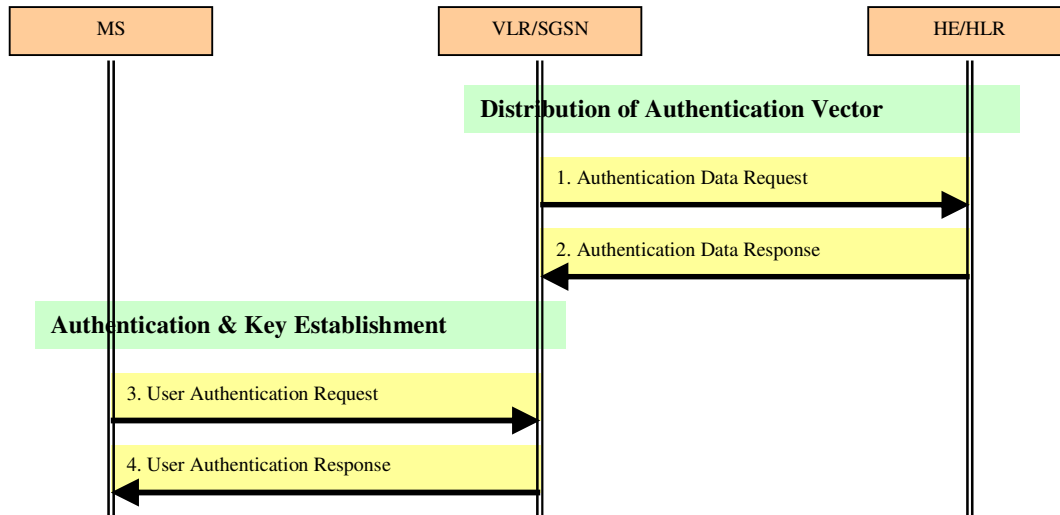 MS
VLR/SGSN
HE/HLR
Distribution of Authentication Vector
1. Authentication Data Request
2. Authentication Data Response
Authentication & Key Establishment
3. User Authentication Request
4. User Authentication Response